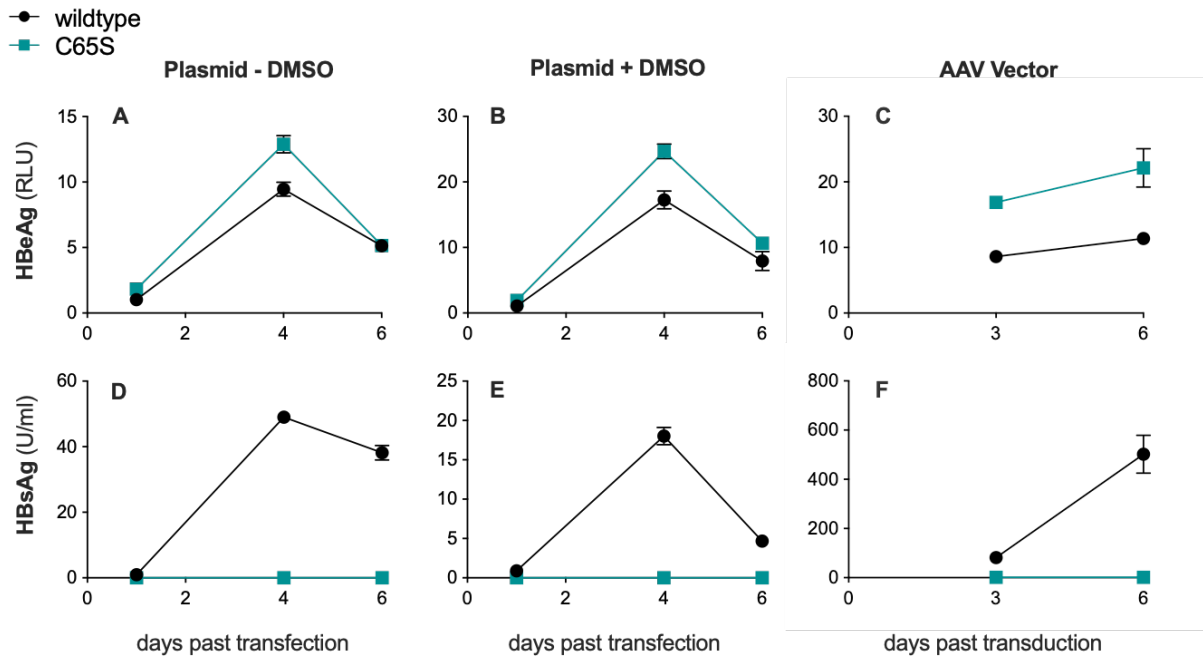 wildtype
C65S
Plasmid - DMSO
Plasmid + DMSO
AAV Vector
HBeAg (RLU)
A
15
10
5
0
0 2 4 6
B
30
20
10
0
0 2 4 6
C
30
20
10
0
0 3 6
HBsAg (U/ml)
D
60
40
20
0
0 2 4 6
E
25
20
15
10
5
0
0 2 4 6
F
800
600
400
200
0
0 3 6
days past transfection
days past transfection
days past transduction